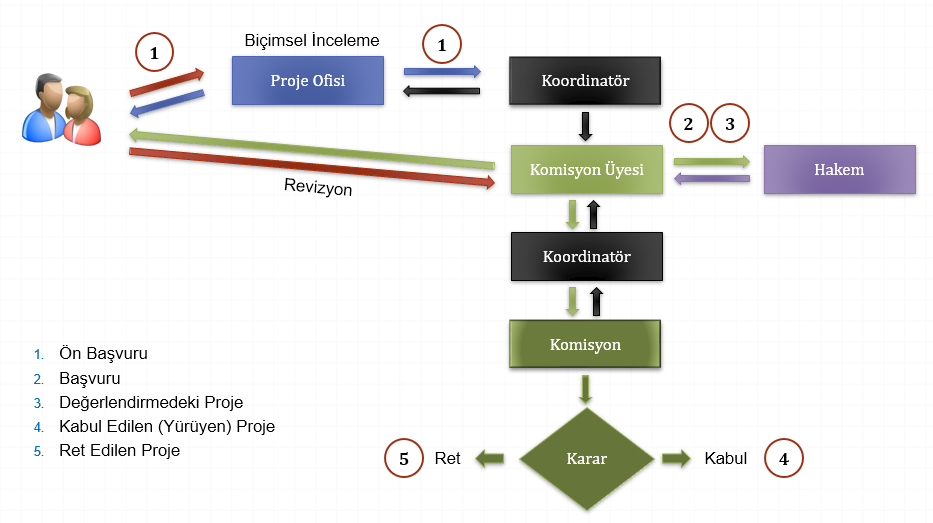 Biçimsel İnceleme
1
1
Proje Ofisi
Koordinatör
2
3
Komisyon Üyesi
Hakem
Revizyon
Koordinatör
Komisyon
1. Ön Başvuru
2. Başvuru
3. Değerlendirmedeki Proje
4. Kabul Edilen (Yürüyen) Proje
5. Ret Edilen Proje
5
Ret
Karar
Kabul
4